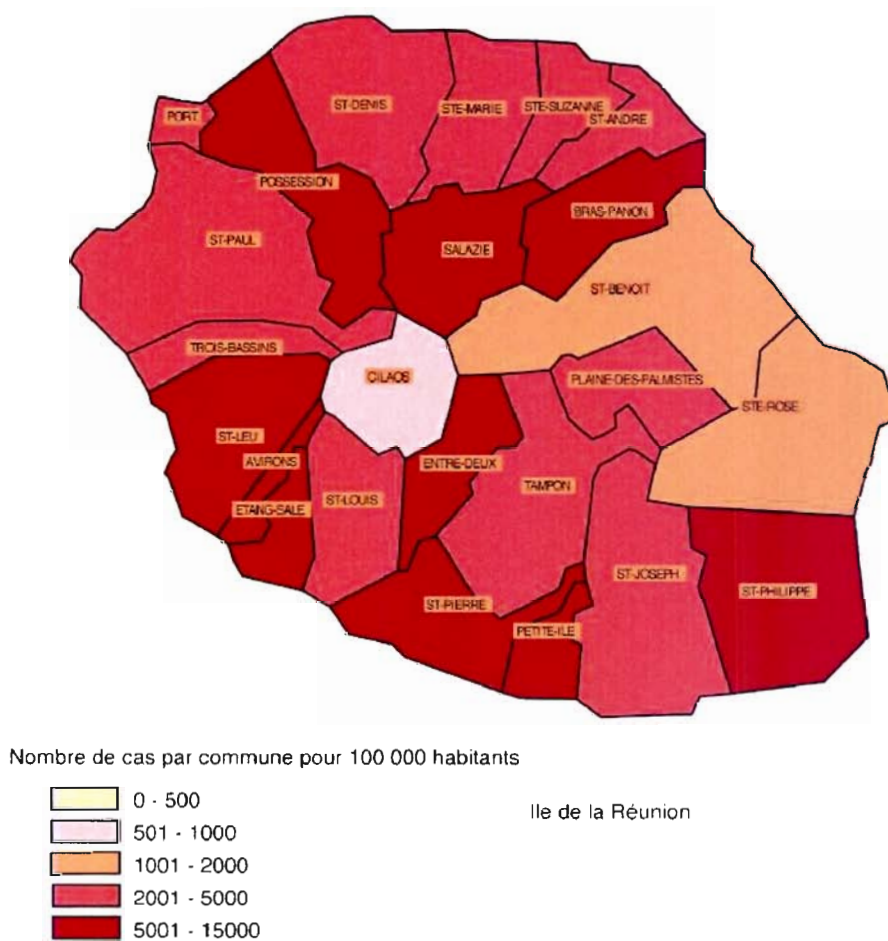 PORT
ST-DENIS
STE-MARIE
STE-SUZANNE
ST-ANDRE
POSSESSION
BRAS-PANON
ST-PAUL
SALAZIE
ST-BENOIT
TROIS-BASSINS
CILAOS
PLAINE-DES-PALMISTES
STE-ROSE
ST-LEU
AVIRONS
ENTRE-DEUX
ETANG-SALE
ST-LOUIS
TAMPON
ST-JOSEPH
ST-PHILIPPE
ST-PIERRE
PETITE-ILE
Nombre de cas par commune pour 100 000 habitants
0 - 500
Ile de la Réunion
501 - 1000
1001 - 2000
2001 - 5000
5001 - 15000